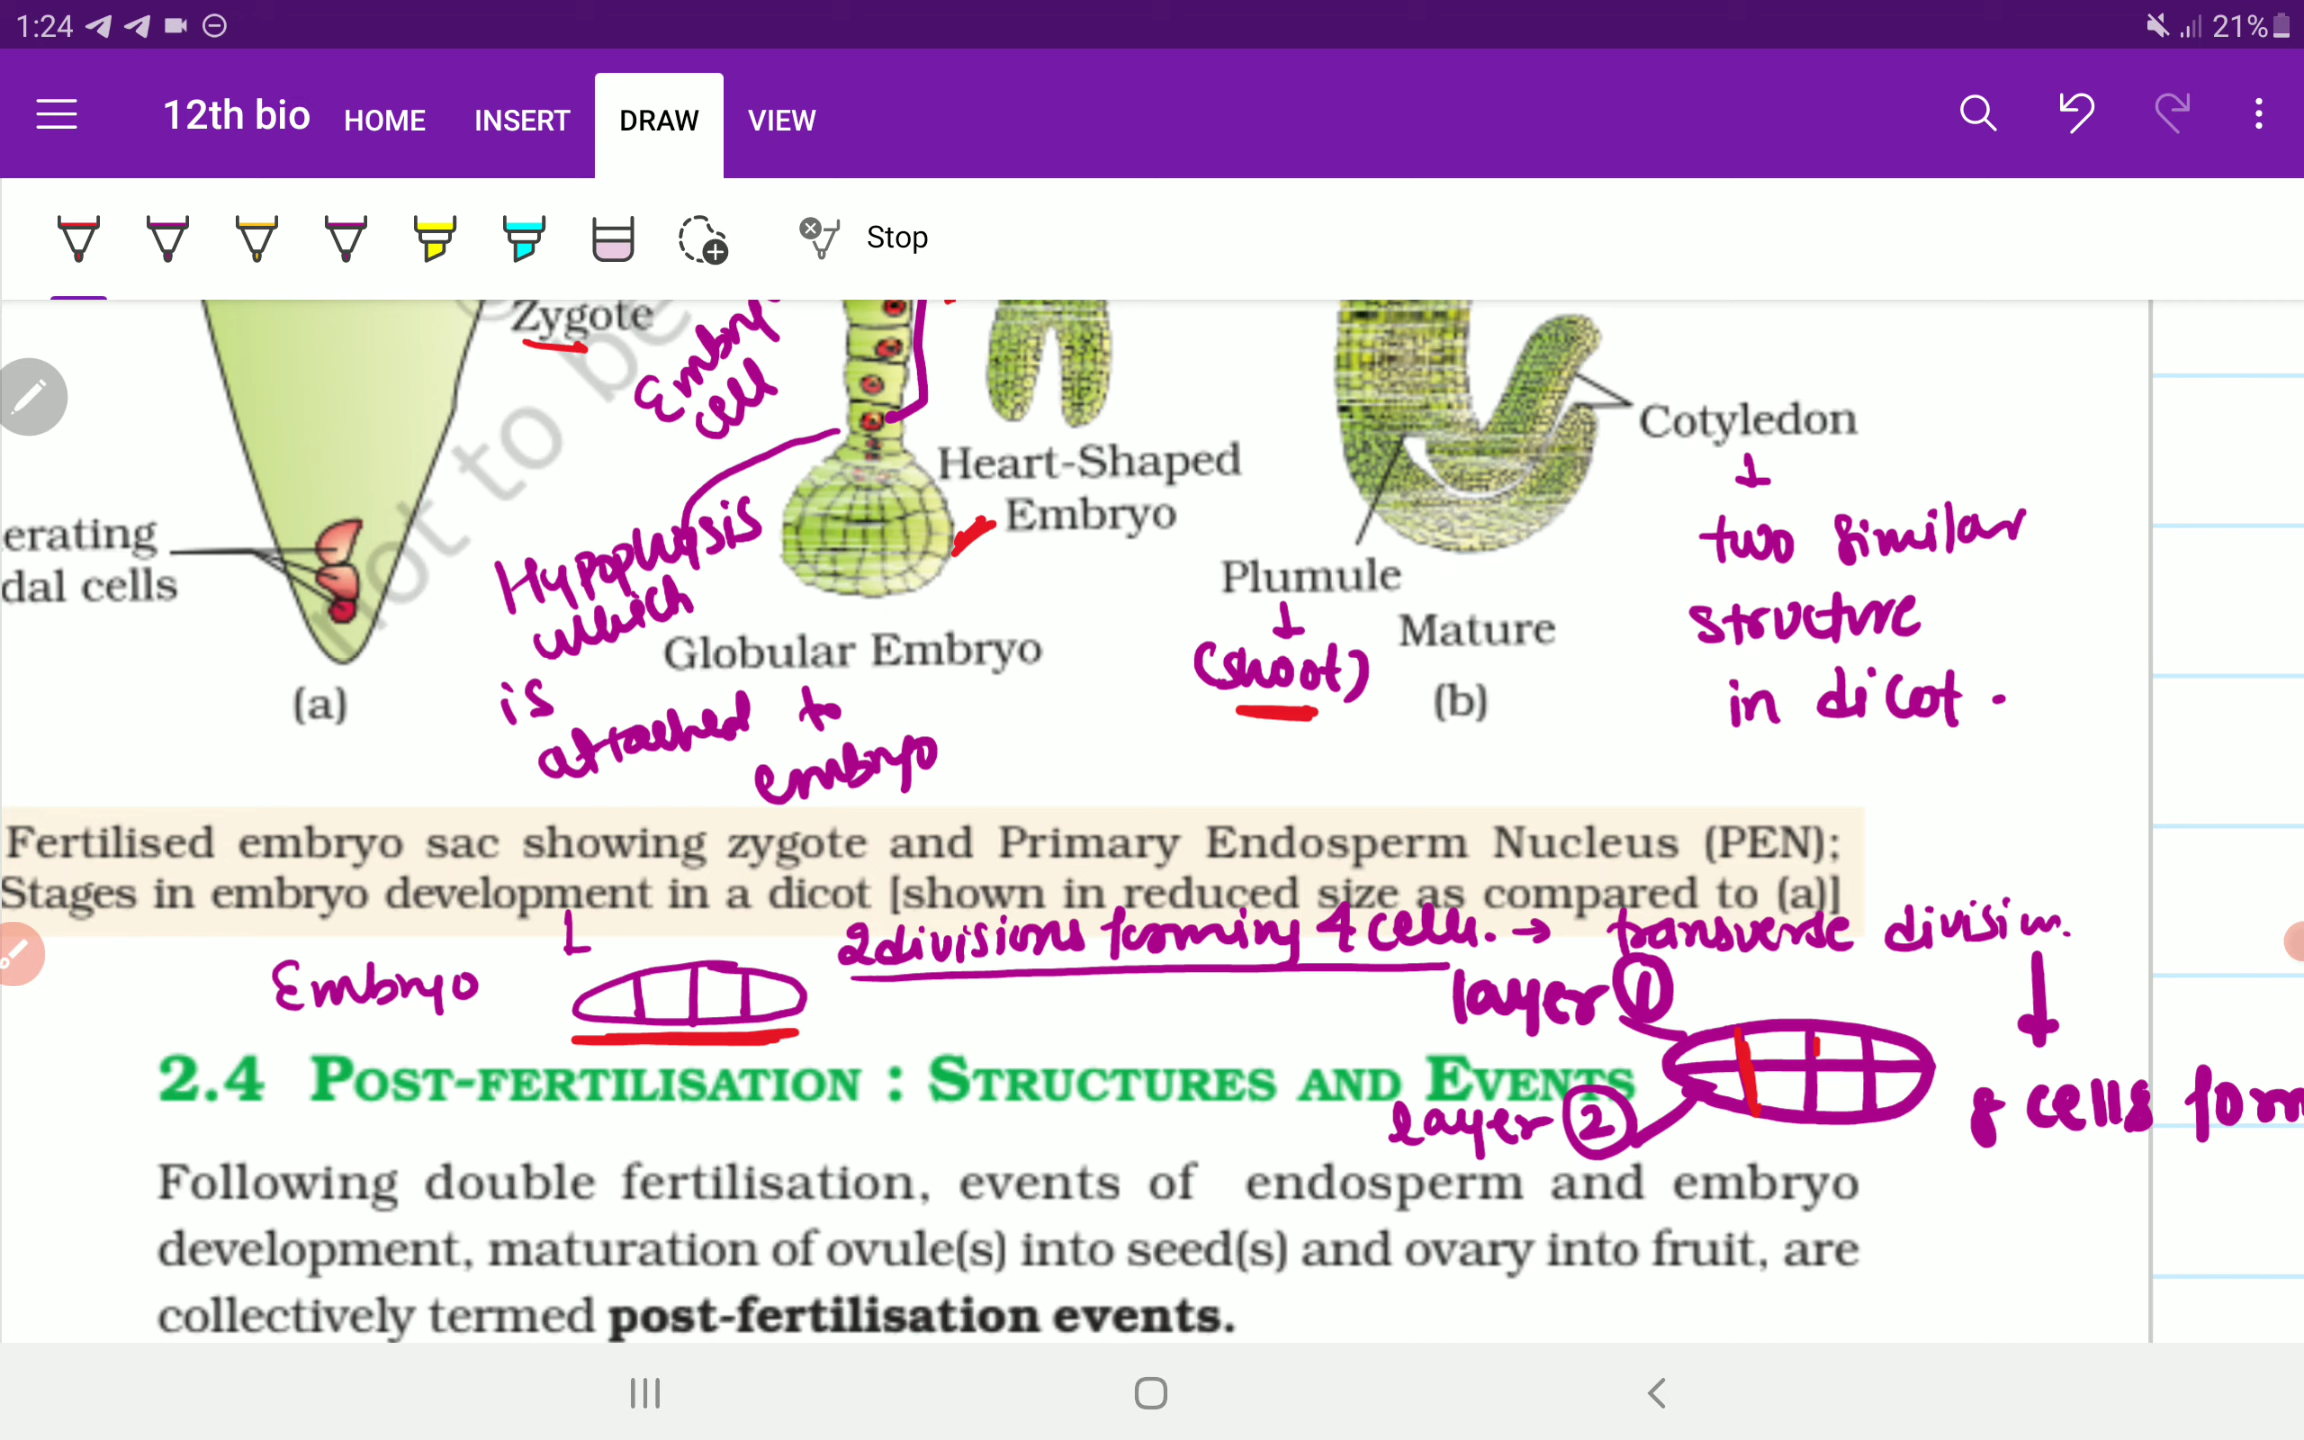 1:24
21%
12th bio HOME INSERT DRAW VIEW
Stop
Zygote
Embryo
cell
not to be
Cotyledon
↓
two similar
structure
in dicot .
Heart-Shaped
Embryo
erating
dal cells
Hypophysis
which
is
attached to
embryo
Plumule
↓
(shoot)
Globular Embryo
Mature
(a)
(b)
Fertilised embryo sac showing zygote and Primary Endosperm Nucleus (PEN);
Stages in embryo development in a dicot [shown in reduced size as compared to (a)]
2 divisions forming 4 cells. → transverse division.
Embryo
layer 1
2.4 POST-FERTILISATION : STRUCTURES AND EVENTS
layer 2
8 cells form
Following double fertilisation, events of endosperm and embryo
development, maturation of ovule(s) into seed(s) and ovary into fruit, are
collectively termed post-fertilisation events.